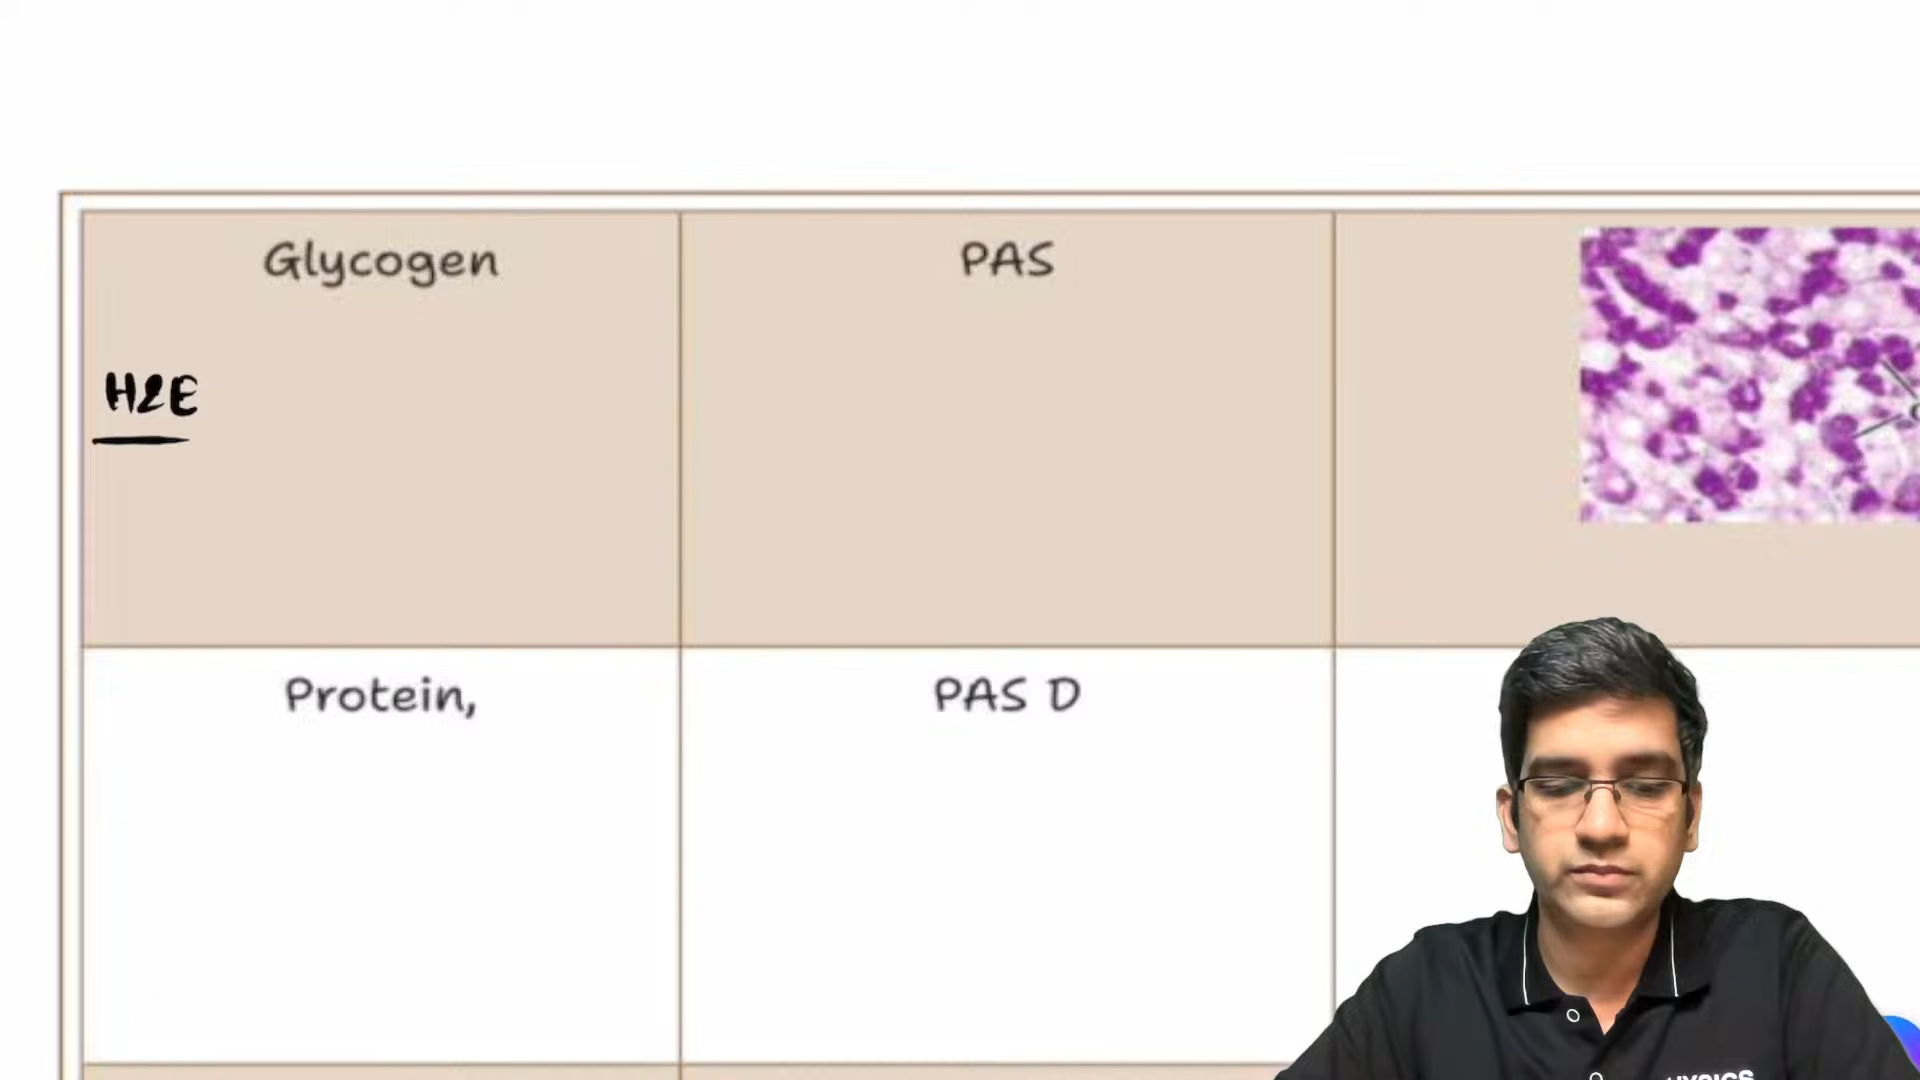 Glycogen
PAS
H&E
Protein,
PAS D